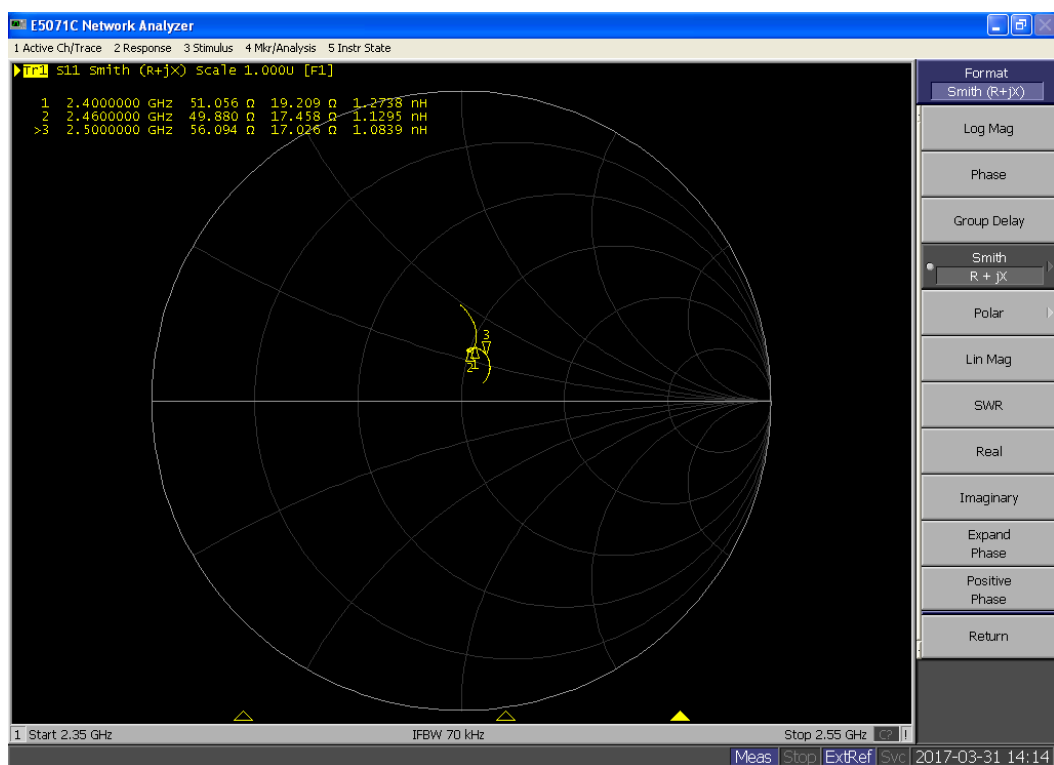 E5071C Network Analyzer
1 Active Ch/Trace 2 Response 3 Stimulus 4 Mkr/Analysis 5 Instr State
Tr1 S11 Smith (R+jX) Scale 1.000U [F1]
1 2.4000000 GHz 51.056 Ω 19.209 Ω 1.2738 nH
2 2.4600000 GHz 49.880 Ω 17.458 Ω 1.1295 nH
>3 2.5000000 GHz 56.094 Ω 17.026 Ω 1.0839 nH
3
2
1
Format
Smith (R+jX)
Log Mag
Phase
Group Delay
Smith
R + jX
Polar
Lin Mag
SWR
Real
Imaginary
Expand
Phase
Positive
Phase
Return
1 Start 2.35 GHz IFBW 70 kHz Stop 2.55 GHz C? !
Meas Stop ExtRef Svc 2017-03-31 14:14